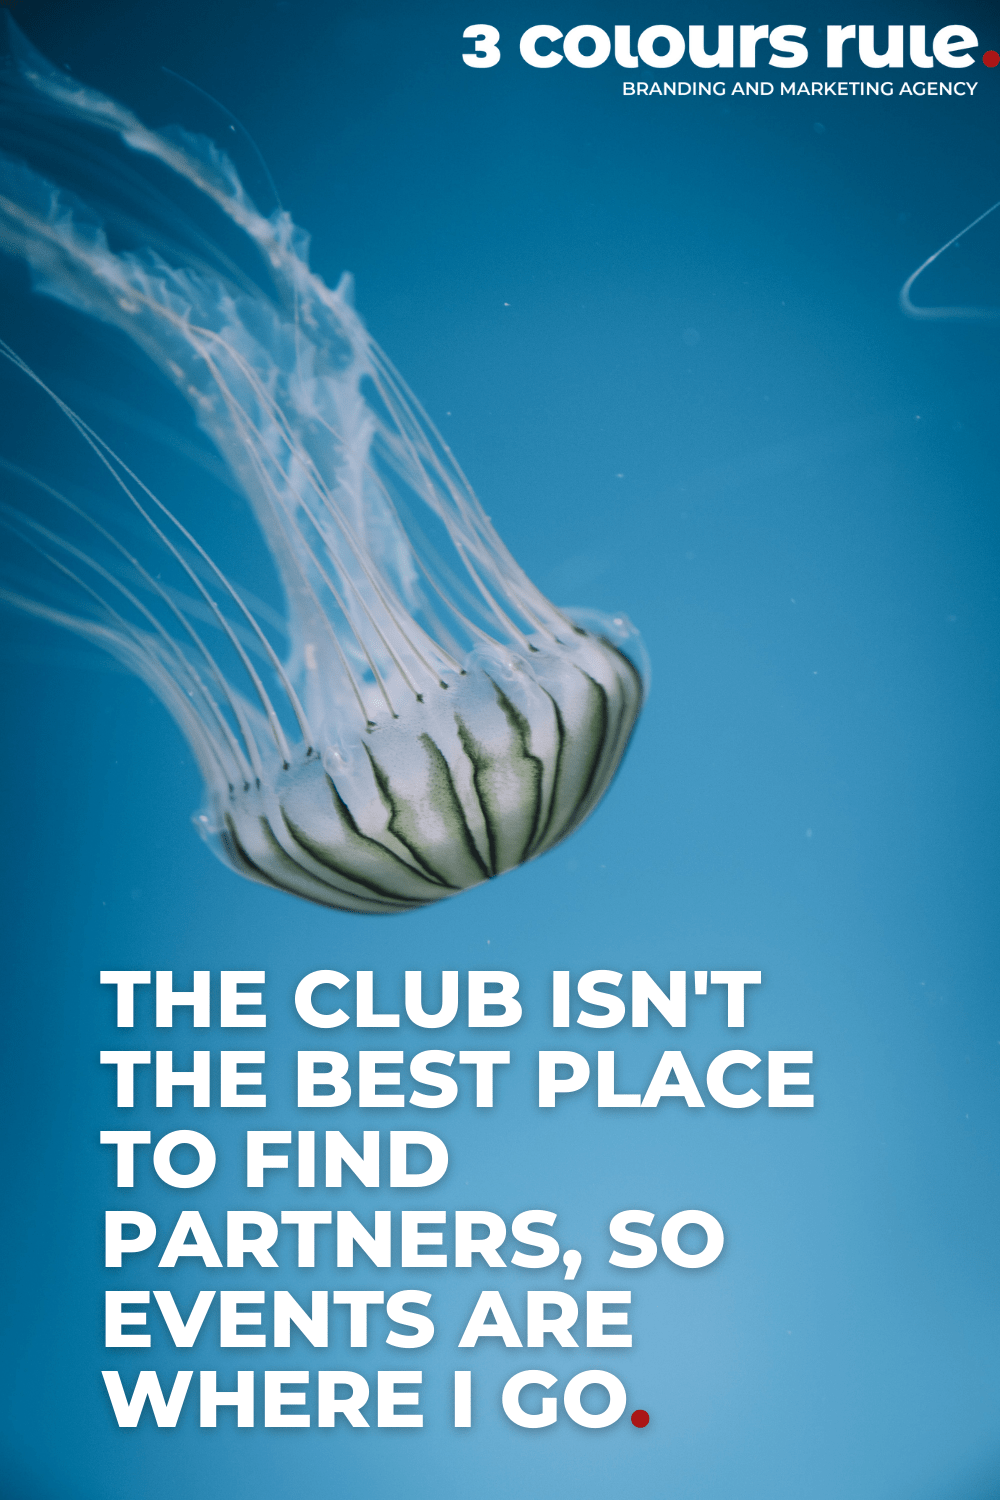 3 colours rule.
BRANDING AND MARKETING AGENCY
THE CLUB ISN'T
THE BEST PLACE
TO FIND
PARTNERS, SO
EVENTS ARE
WHERE I GO.